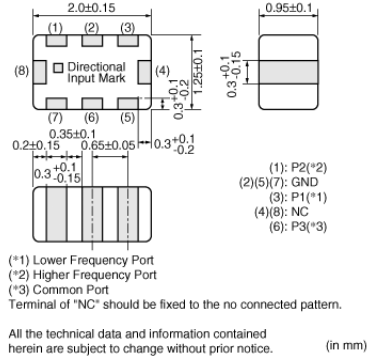 2.0±0.15
0.95±0.1
(1) (2) (3)
(8) Directional Input Mark (4)
(7) (6) (5)
0.3+0.1-0.2
1.25±0.1
0.3+0.1-0.15
0.35±0.1
0.2±0.15 0.65±0.05
0.3+0.1-0.2
0.3+0.1-0.15
(1): P2(*2)
(2)(5)(7): GND
(3): P1(*1)
(4)(8): NC
(6): P3(*3)
(*1) Lower Frequency Port
(*2) Higher Frequency Port
(*3) Common Port
Terminal of "NC" should be fixed to the no connected pattern.
All the technical data and information contained
herein are subject to change without prior notice.
(in mm)